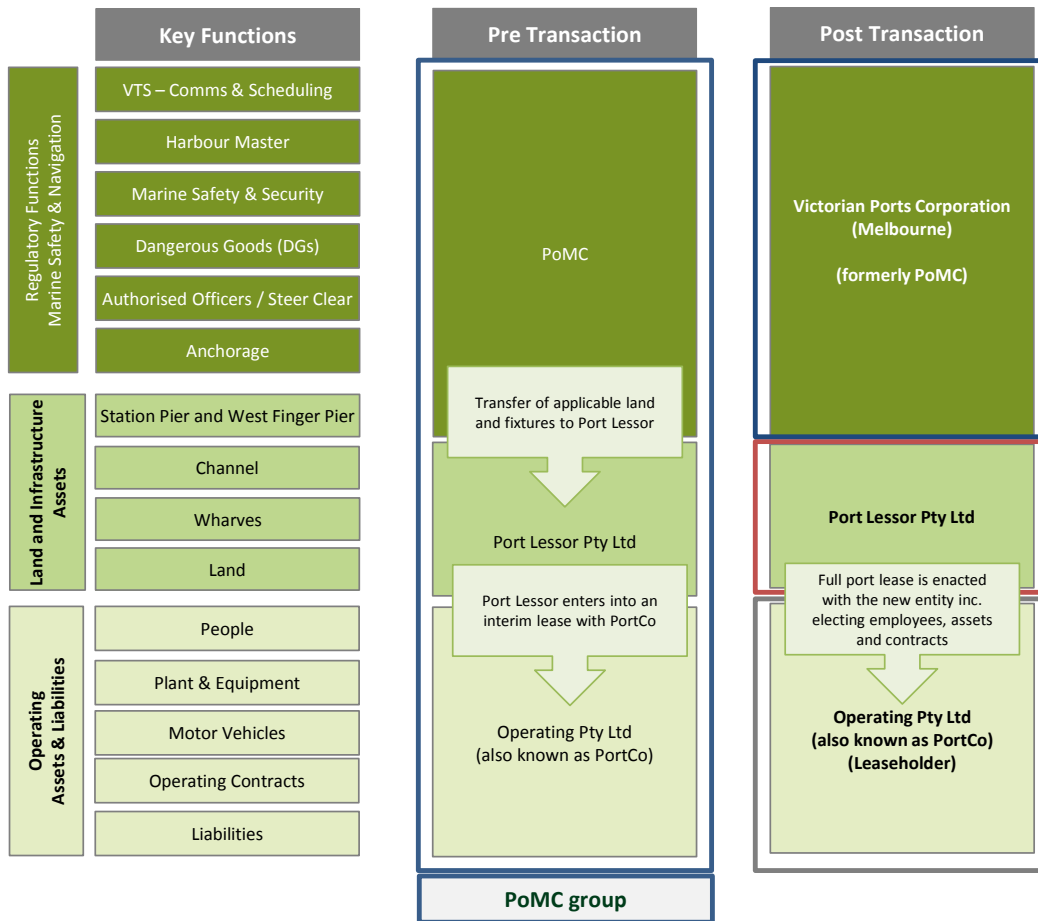 Key Functions
Pre Transaction
Post Transaction
Regulatory Functions
Marine Safety & Navigation
VTS – Comms & Scheduling
Harbour Master
Marine Safety & Security
Dangerous Goods (DGs)
Authorised Officers / Steer Clear
Anchorage
Land and Infrastructure
Assets
Station Pier and West Finger Pier
Channel
Wharves
Land
Operating
Assets & Liabilities
People
Plant & Equipment
Motor Vehicles
Operating Contracts
Liabilities
PoMC
Transfer of applicable land
and fixtures to Port Lessor
Port Lessor Pty Ltd
Port Lessor enters into an
interim lease with PortCo
Operating Pty Ltd
(also known as PortCo)
PoMC group
Victorian Ports Corporation
(Melbourne)
(formerly PoMC)
Port Lessor Pty Ltd
Full port lease is enacted
with the new entity inc.
electing employees, assets
and contracts
Operating Pty Ltd
(also known as PortCo)
(Leaseholder)